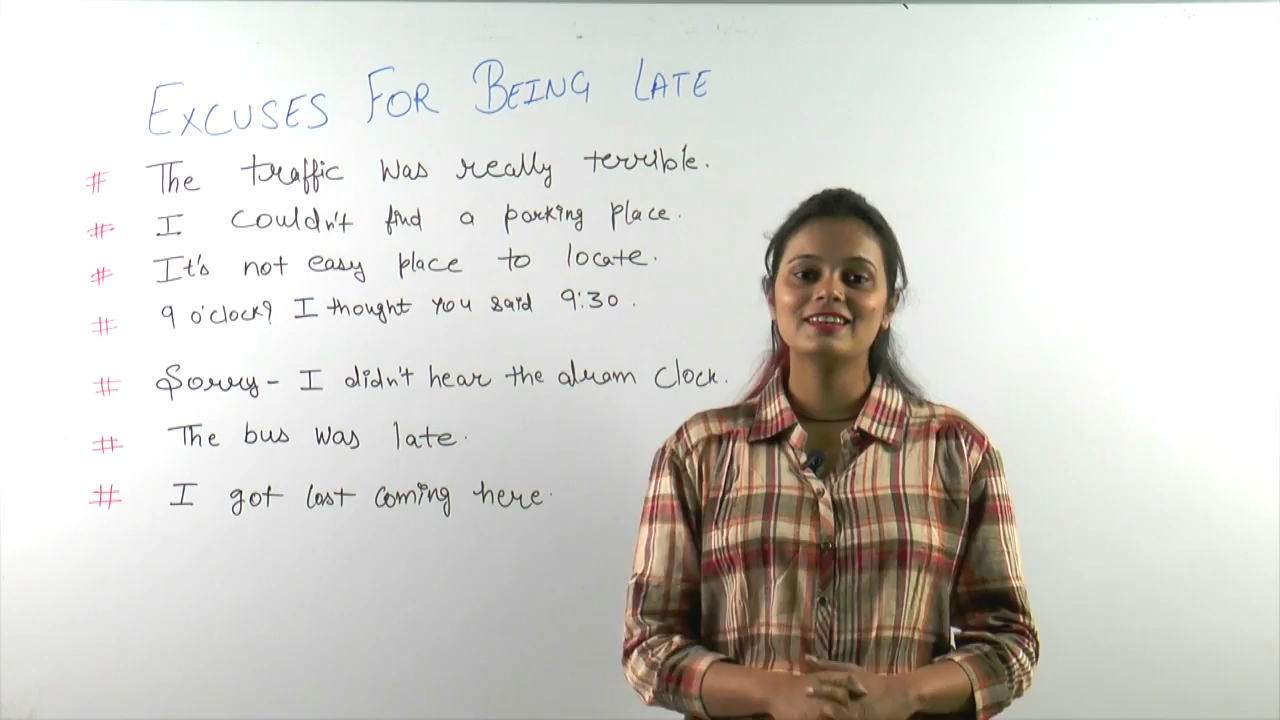 EXCUSES FOR BEING LATE
# The traffic was really terrible.
# I couldn't find a parking place.
# It's not easy place to locate.
# 9 o'clock? I thought you said 9:30.
# Sorry - I didn't hear the alram clock.
# The bus was late.
# I got lost coming here.